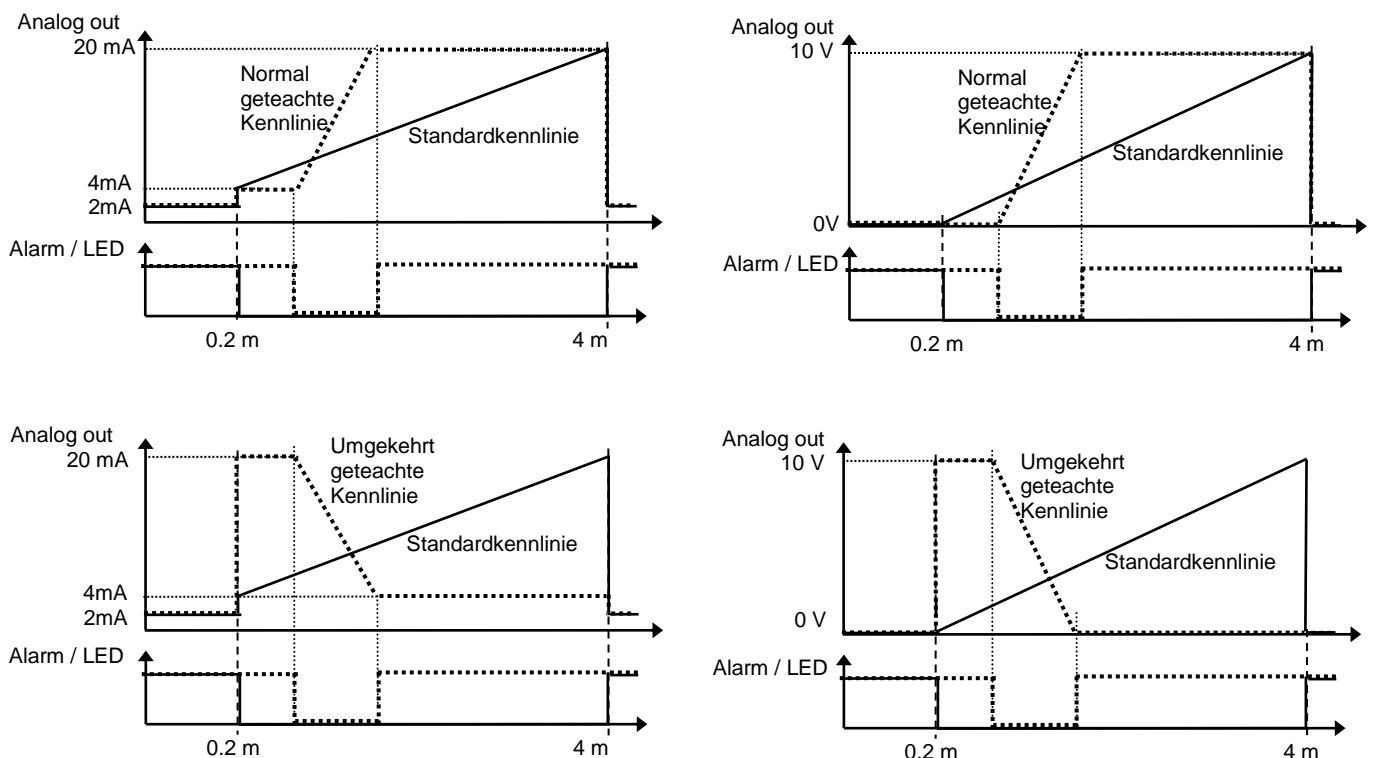 Analog out
20 mA
Normal
geteachte
Kennlinie
Standardkennlinie
4mA
2mA
Alarm / LED
0.2 m
4 m
Analog out
10 V
Normal
geteachte
Kennlinie
Standardkennlinie
0V
Alarm / LED
0.2 m
4 m
Analog out
20 mA
Umgekehrt
geteachte
Kennlinie
Standardkennlinie
4mA
2mA
Alarm / LED
0.2 m
4 m
Analog out
10 V
Umgekehrt
geteachte
Kennlinie
Standardkennlinie
0 V
Alarm / LED
0.2 m
4 m